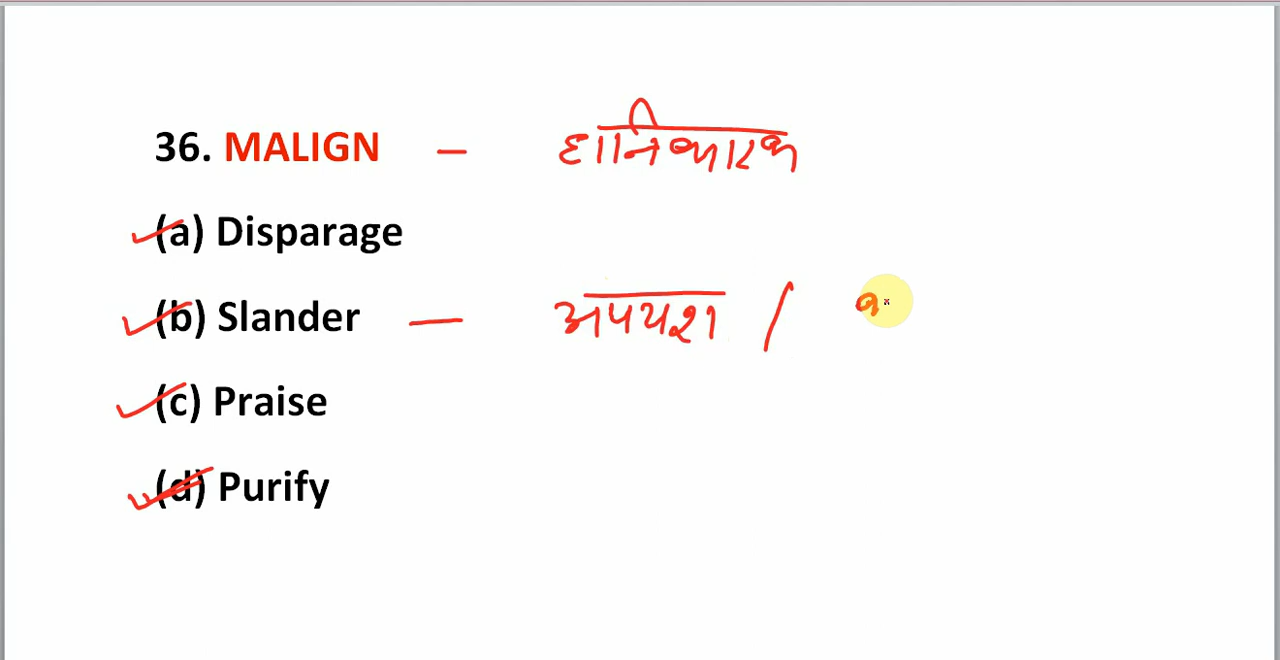 36. MALIGN – हानिकारक
(a) Disparage
(b) Slander – अपयश /
(c) Praise
(d) Purify